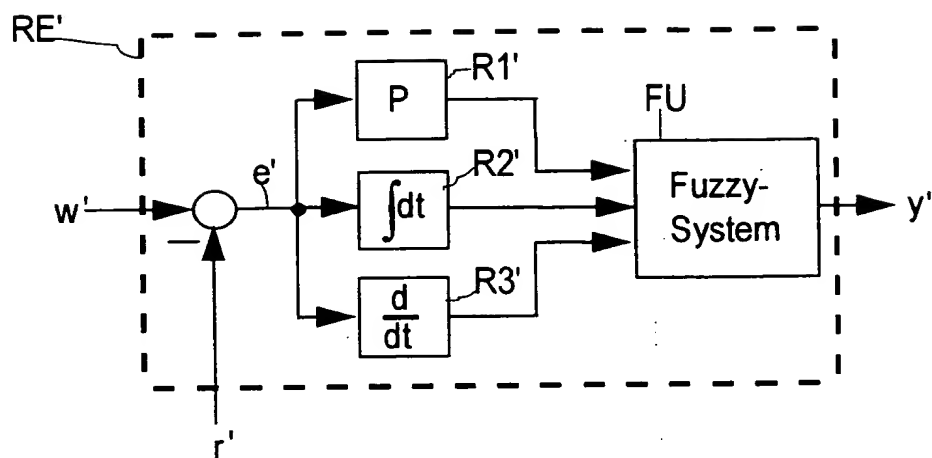 RE'
P
R1'
FU
e'
R2'
w'
∫dt
Fuzzy-
System
y'
R3'
d
dt
r'